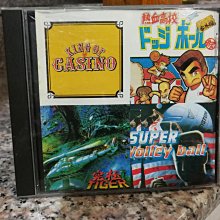 KING OF
CASINO
熱血高校
ドッジボール
究極
TIGER
SUPER
Volley ball